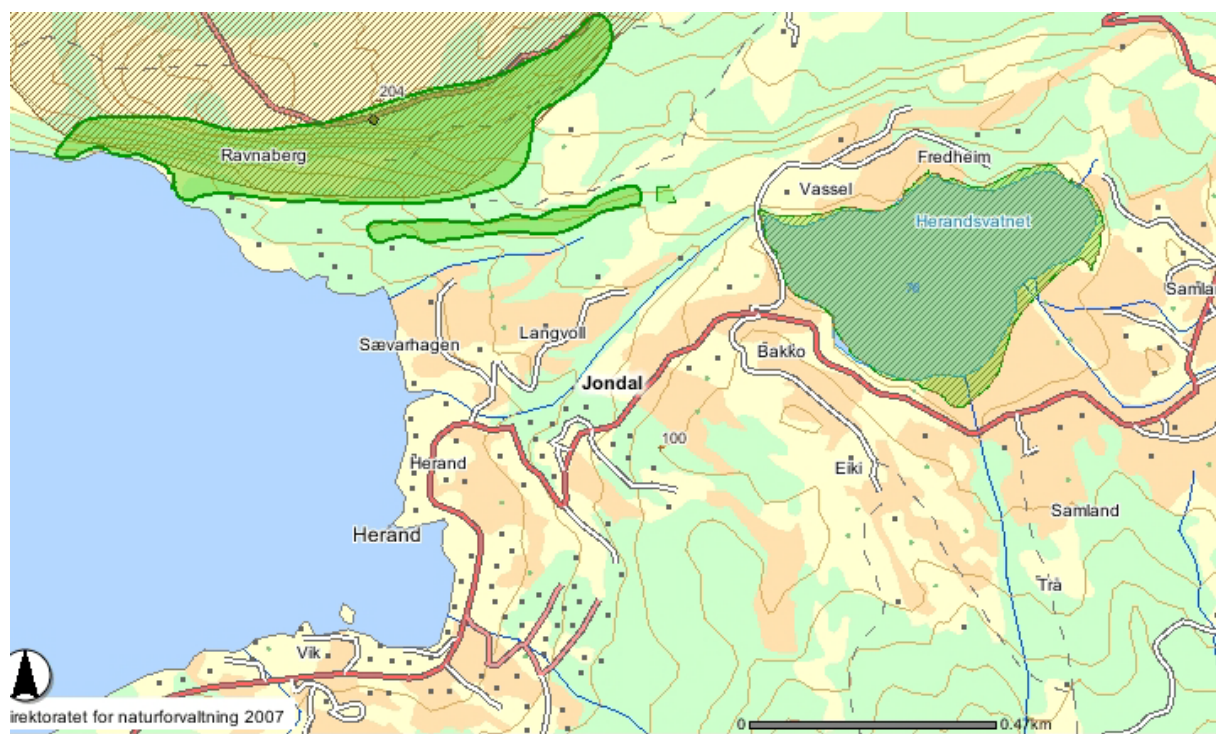 204
Ravnaberg
Fredheim
Vassel
Herandsvatnet
76
Samla
Langvoll
Sævarhagen
Bakko
Jondal
100
Herand
Eiki
Samland
Herand
Trå
Vik
irektoratet for naturforvaltning 2007
0
0.47km